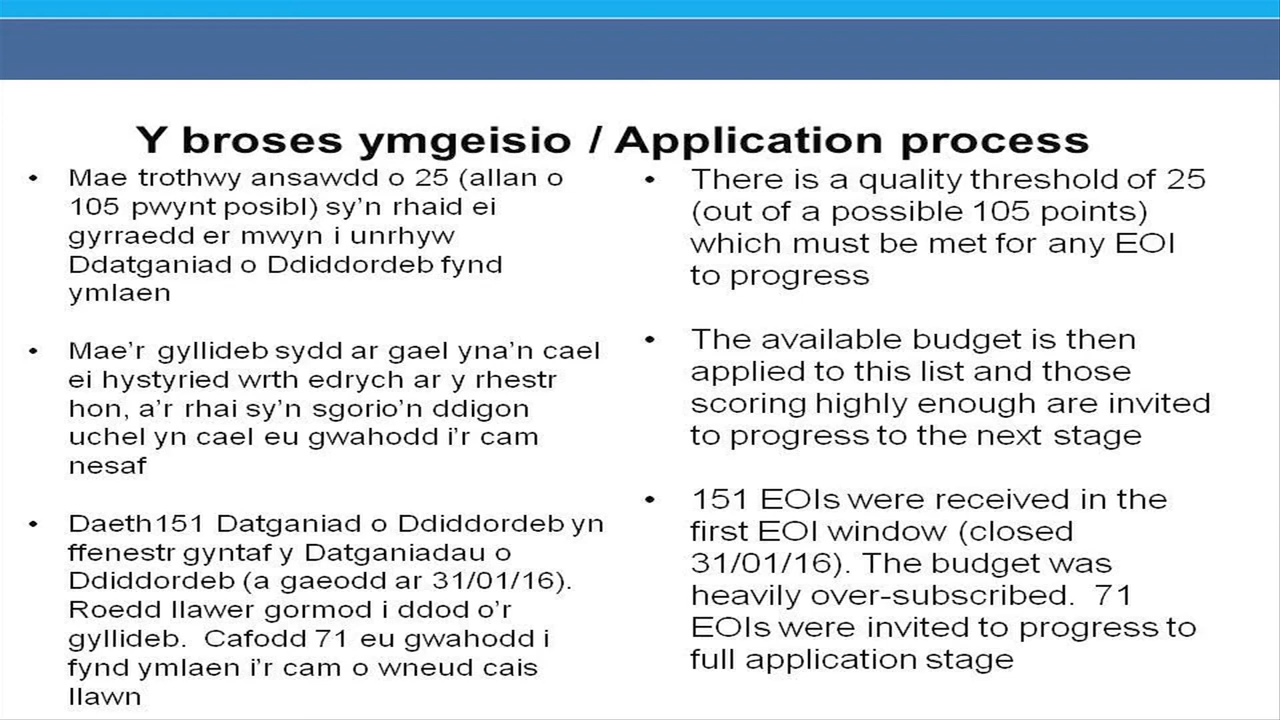 Y broses ymgeisio / Application process
• Mae trothwy ansawdd o 25 (allan o
105 pwynt posibl) sy’n rhaid ei
gyrraedd er mwyn i unrhyw
Ddatganiad o Ddiddordeb fynd
ymlaen
• Mae’r gyllideb sydd ar gael yna’n cael
ei hystyried wrth edrych ar y rhestr
hon, a’r rhai sy’n sgorio’n ddigon
uchel yn cael eu gwahodd i’r cam
nesaf
• Daeth151 Datganiad o Ddiddordeb yn
ffenestr gyntaf y Datganiadau o
Ddiddordeb (a gaeodd ar 31/01/16).
Roedd llawer gormod i ddod o’r
gyllideb.  Cafodd 71 eu gwahodd i
fynd ymlaen i’r cam o wneud cais
llawn
• There is a quality threshold of 25
(out of a possible 105 points)
which must be met for any EOI
to progress
• The available budget is then
applied to this list and those
scoring highly enough are invited
to progress to the next stage
• 151 EOIs were received in the
first EOI window (closed
31/01/16). The budget was
heavily over-subscribed.  71
EOIs were invited to progress to
full application stage